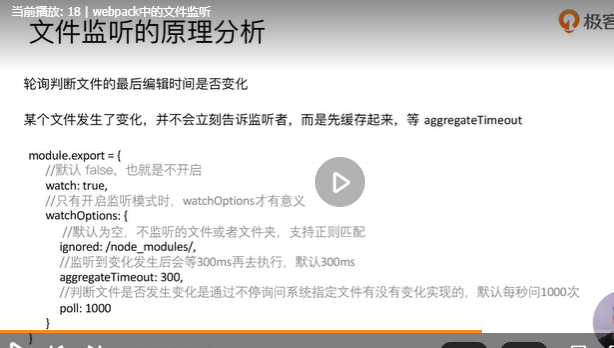 当前播放: 18 | webpack中的文件监听
文件监听的原理分析
极客
轮询判断文件的最后编辑时间是否变化
某个文件发生了变化，并不会立刻告诉监听者，而是先缓存起来，等 aggregateTimeout
module.export = {
//默认 false，也就是不开启
watch: true,
//只有开启监听模式时，watchOptions才有意义
watchOptions: {
//默认为空，不监听的文件或者文件夹，支持正则匹配
ignored: /node_modules/,
//监听到变化发生后会等300ms再去执行，默认300ms
aggregateTimeout: 300,
//判断文件是否发生变化是通过不停询问系统指定文件有没有变化实现的，默认每秒问1000次
poll: 1000
}
}